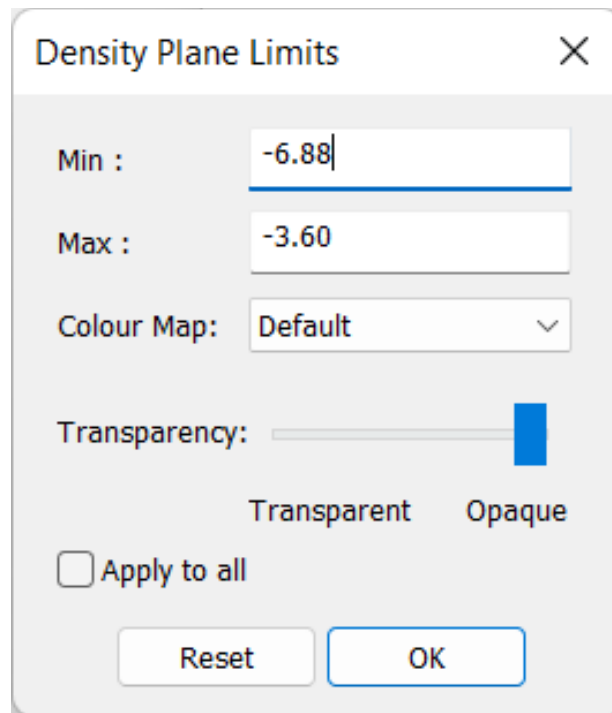 Density Plane Limits
Min : -6.88
Max : -3.60
Colour Map: Default
Transparency:
Transparent Opaque
Apply to all
Reset OK